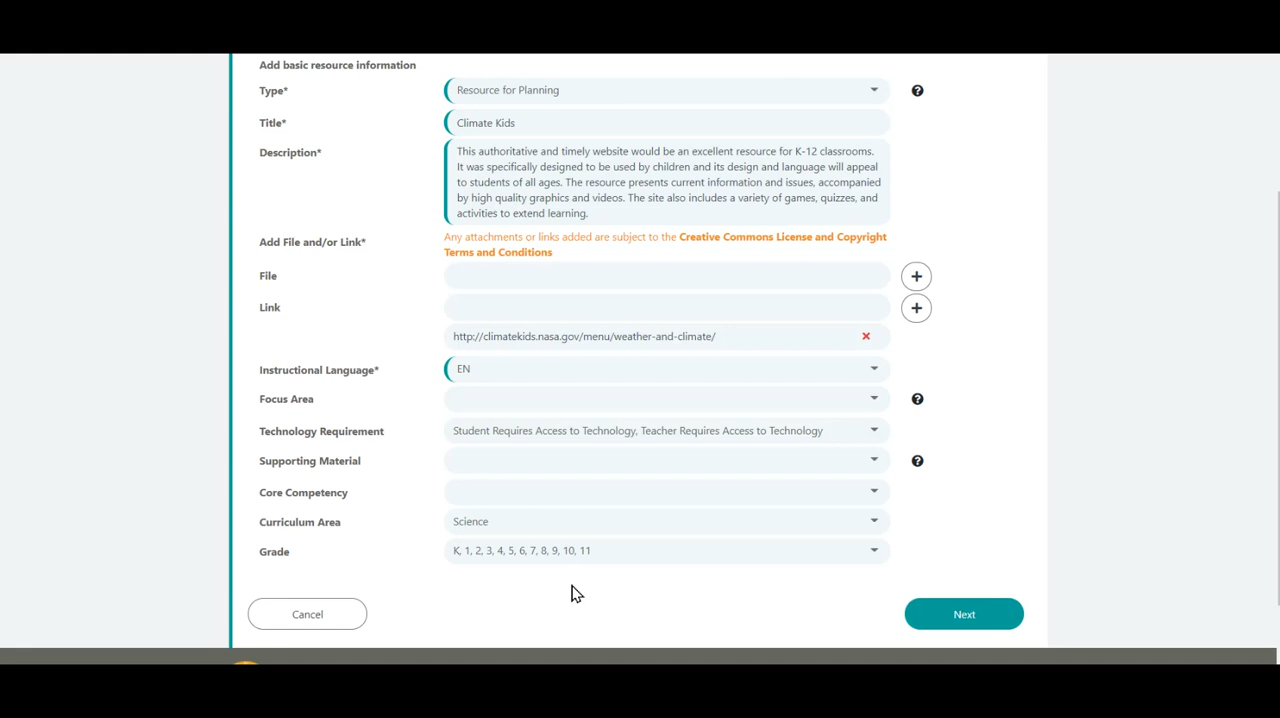 Add basic resource information
Type* Resource for Planning
Title* Climate Kids
Description* This authoritative and timely website would be an excellent resource for K-12 classrooms.
It was specifically designed to be used by children and its design and language will appeal
to students of all ages. The resource presents current information and issues, accompanied
by high quality graphics and videos. The site also includes a variety of games, quizzes, and
activities to extend learning.
Add File and/or Link* Any attachments or links added are subject to the Creative Commons License and Copyright
Terms and Conditions
File
Link
http://climatekids.nasa.gov/menu/weather-and-climate/
Instructional Language* EN
Focus Area
Technology Requirement Student Requires Access to Technology, Teacher Requires Access to Technology
Supporting Material
Core Competency
Curriculum Area Science
Grade K, 1, 2, 3, 4, 5, 6, 7, 8, 9, 10, 11
Cancel Next